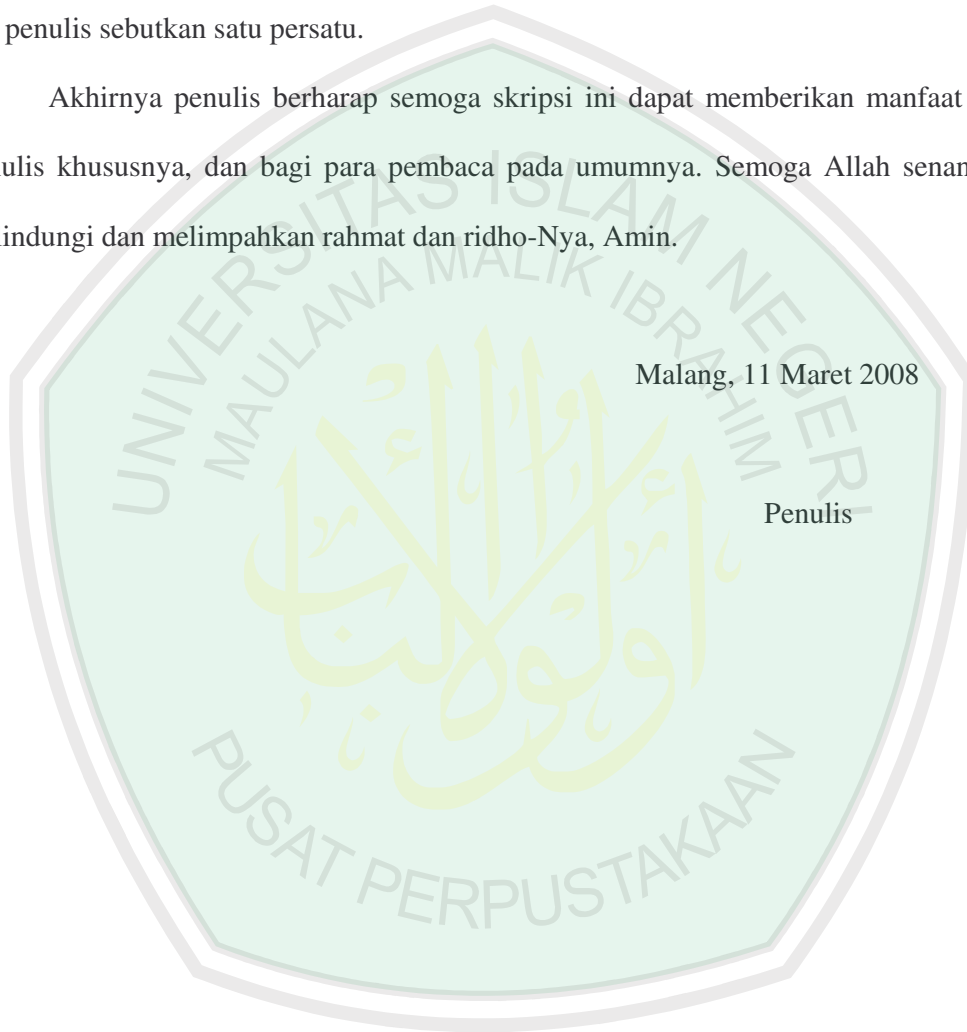 penulis sebutkan satu persatu.
Akhirnya penulis berharap semoga skripsi ini dapat memberikan manfaat
ulis khususnya, dan bagi para pembaca pada umumnya. Semoga Allah senan
lindungi dan melimpahkan rahmat dan ridho-Nya, Amin.
UNIVERSITAS ISLAM NEGERI
MAULANA MALIK IBRAHIM
Malang, 11 Maret 2008
Penulis
PUSAT PERPUSTAKAAN